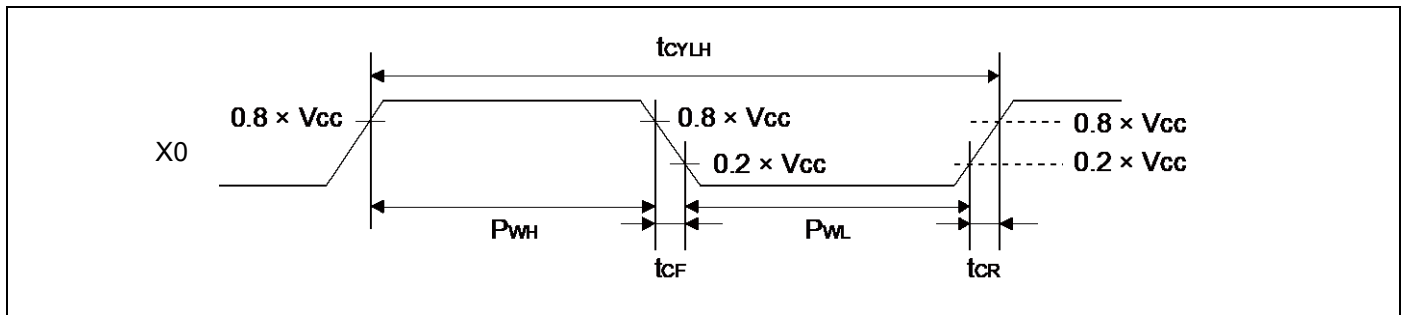 tCYLH
0.8 × Vcc
0.8 × Vcc
0.8 × Vcc
X0
0.2 × Vcc
0.2 × Vcc
PWH
PWL
tCF
tCR